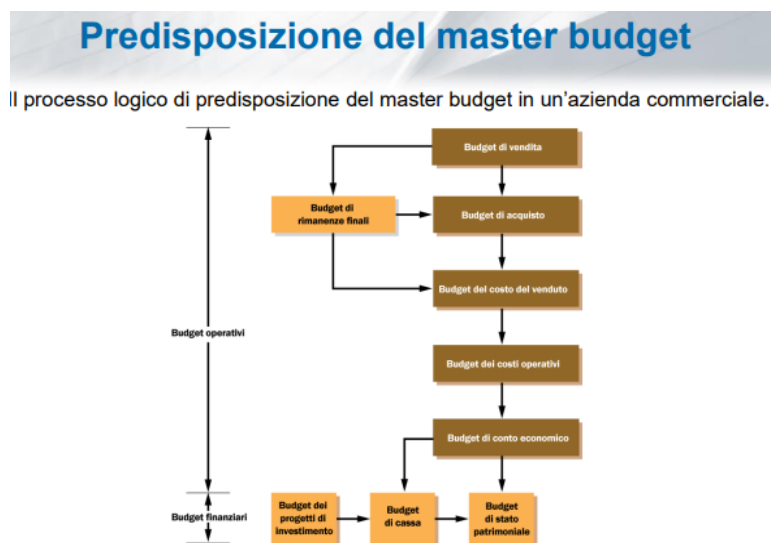 Predisposizione del master budget
Il processo logico di predisposizione del master budget in un'azienda commerciale.
Budget di vendita
Budget di
rimanenze finali
Budget di acquisto
Budget del costo del venduto
Budget operativi
Budget dei costi operativi
Budget di conto economico
Budget finanziari
Budget dei
progetti di
investimento
Budget
di cassa
Budget
di stato
patrimoniale